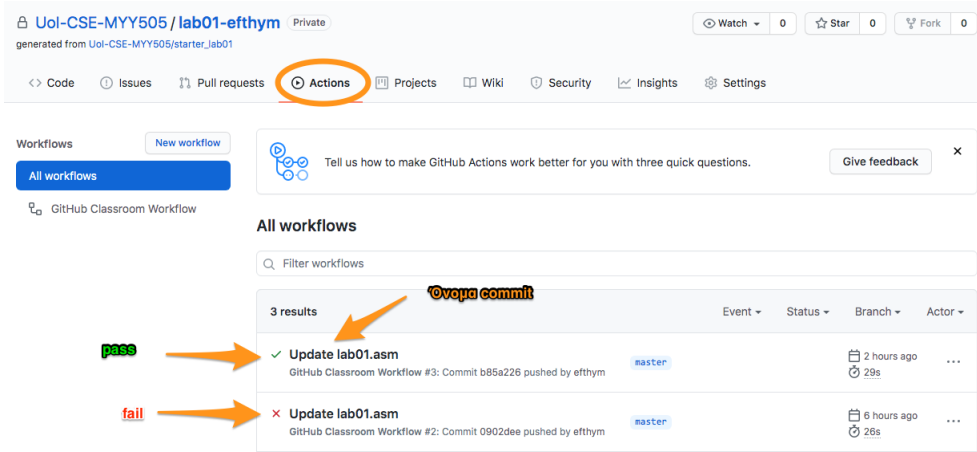 UoI-CSE-MYY505 / lab01-efthym Private
Watch 0 Star 0 Fork 0
generated from UoI-CSE-MYY505/starter_lab01
<> Code Issues Pull requests Actions Projects Wiki Security Insights Settings
Workflows New workflow
All workflows
GitHub Classroom Workflow
Tell us how to make GitHub Actions work better for you with three quick questions. Give feedback
All workflows
Filter workflows
Όνομα commit
3 results Event Status Branch Actor
pass
Update lab01.asm
GitHub Classroom Workflow #3: Commit b85a226 pushed by efthym
master
2 hours ago
29s
fail
Update lab01.asm
GitHub Classroom Workflow #2: Commit 0902dee pushed by efthym
master
6 hours ago
26s